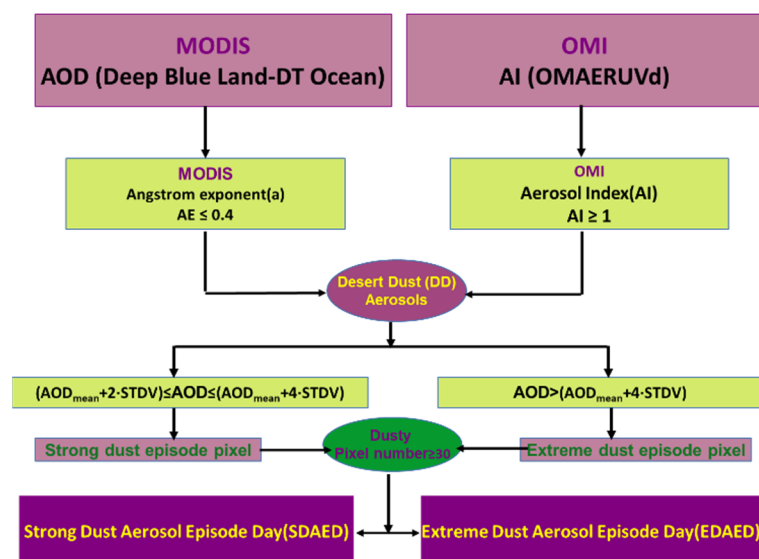 MODIS
AOD (Deep Blue Land-DT Ocean)
OMI
AI (OMAERUVd)
MODIS
Angstrom exponent(a)
AE ≤ 0.4
OMI
Aerosol Index(AI)
AI ≥ 1
Desert Dust (DD)
Aerosols
(AODmean+2·STDV)≤AOD≤(AODmean+4·STDV)
AOD>(AODmean+4·STDV)
Strong dust episode pixel
Dusty
Pixel number≥30
Extreme dust episode pixel
Strong Dust Aerosol Episode Day(SDAED)
Extreme Dust Aerosol Episode Day(EDAED)